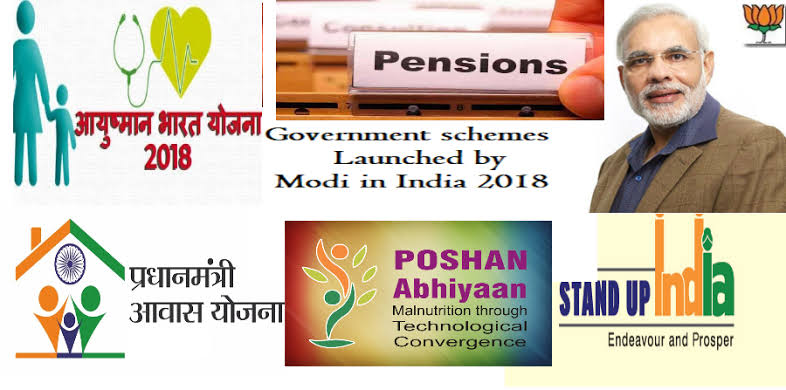 आयुष्मान भारत योजना
2018
Pensions
Government schemes
Launched by
Modi in India 2018
प्रधानमंत्री
आवास योजना
POSHAN
Abhiyaan
Malnutrition through
Technological
Convergence
STAND UP India
Endeavour and Prosper